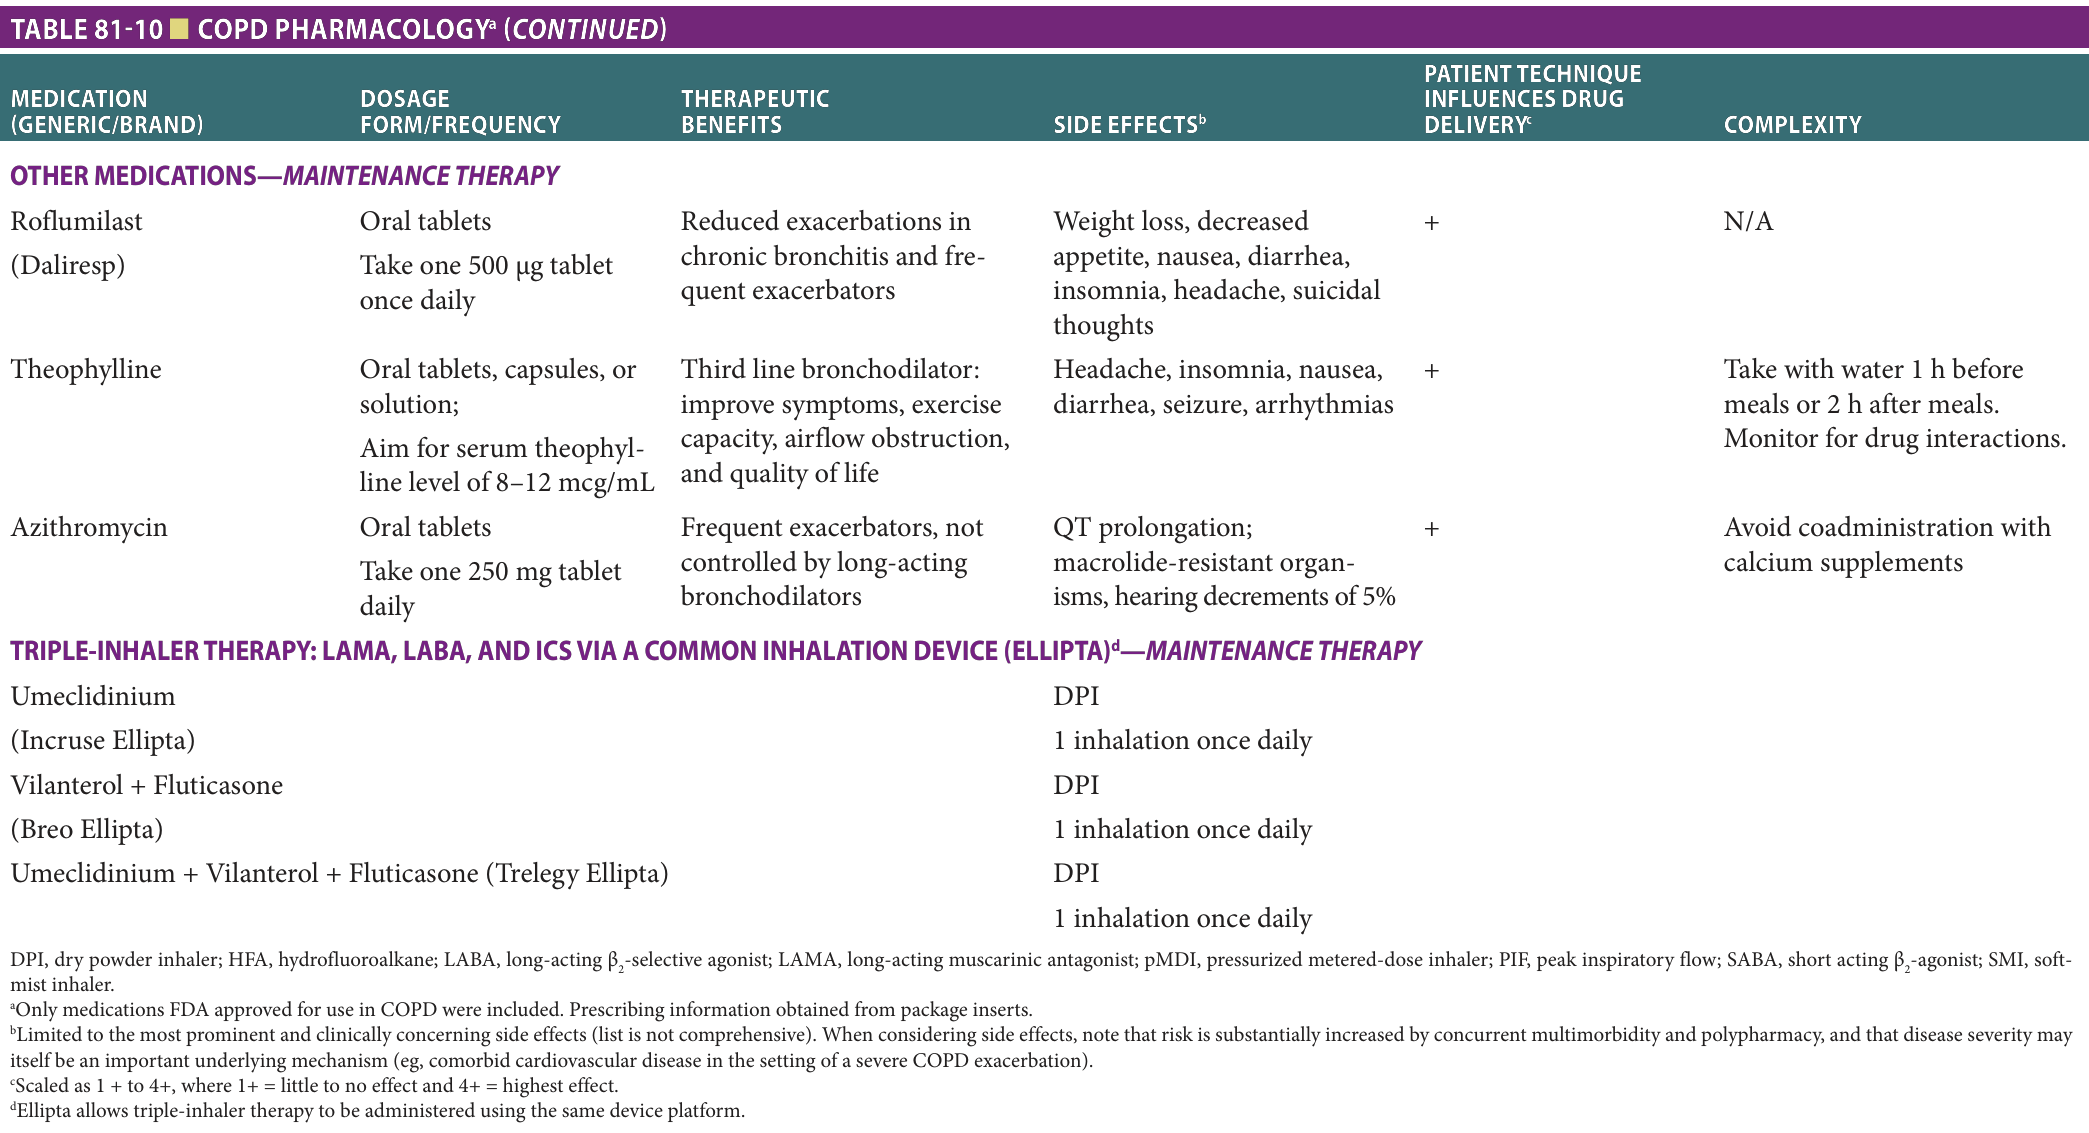 TABLE 81-10 ■ COPD PHARMACOLOGYᵃ (CONTINUED)
MEDICATION (GENERIC/BRAND)
DOSAGE FORM/FREQUENCY
THERAPEUTIC BENEFITS
SIDE EFFECTSᵇ
PATIENT TECHNIQUE INFLUENCES DRUG DELIVERYᶜ
COMPLEXITY
OTHER MEDICATIONS—MAINTENANCE THERAPY
Roflumilast
(Daliresp)
Oral tablets
Take one 500 μg tablet
once daily
Reduced exacerbations in
chronic bronchitis and fre-
quent exacerbators
Weight loss, decreased
appetite, nausea, diarrhea,
insomnia, headache, suicidal
thoughts
+
N/A
Theophylline
Oral tablets, capsules, or
solution;
Aim for serum theophyl-
line level of 8–12 mcg/mL
Third line bronchodilator:
improve symptoms, exercise
capacity, airflow obstruction,
and quality of life
Headache, insomnia, nausea,
diarrhea, seizure, arrhythmias
+
Take with water 1 h before
meals or 2 h after meals.
Monitor for drug interactions.
Azithromycin
Oral tablets
Take one 250 mg tablet
daily
Frequent exacerbators, not
controlled by long-acting
bronchodilators
QT prolongation;
macrolide-resistant organ-
isms, hearing decrements of 5%
+
Avoid coadministration with
calcium supplements
TRIPLE-INHALER THERAPY: LAMA, LABA, AND ICS VIA A COMMON INHALATION DEVICE (ELLIPTA)ᵈ—MAINTENANCE THERAPY
Umeclidinium
(Incruse Ellipta)
DPI
1 inhalation once daily
Vilanterol + Fluticasone
(Breo Ellipta)
DPI
1 inhalation once daily
Umeclidinium + Vilanterol + Fluticasone (Trelegy Ellipta)
DPI
1 inhalation once daily
DPI, dry powder inhaler; HFA, hydrofluoroalkane; LABA, long-acting β₂-selective agonist; LAMA, long-acting muscarinic antagonist; pMDI, pressurized metered-dose inhaler; PIF, peak inspiratory flow; SABA, short acting β₂-agonist; SMI, soft-
mist inhaler.
ᵃOnly medications FDA approved for use in COPD were included. Prescribing information obtained from package inserts.
ᵇLimited to the most prominent and clinically concerning side effects (list is not comprehensive). When considering side effects, note that risk is substantially increased by concurrent multimorbidity and polypharmacy, and that disease severity may
itself be an important underlying mechanism (eg, comorbid cardiovascular disease in the setting of a severe COPD exacerbation).
ᶜScaled as 1 + to 4+, where 1+ = little to no effect and 4+ = highest effect.
ᵈEllipta allows triple-inhaler therapy to be administered using the same device platform.